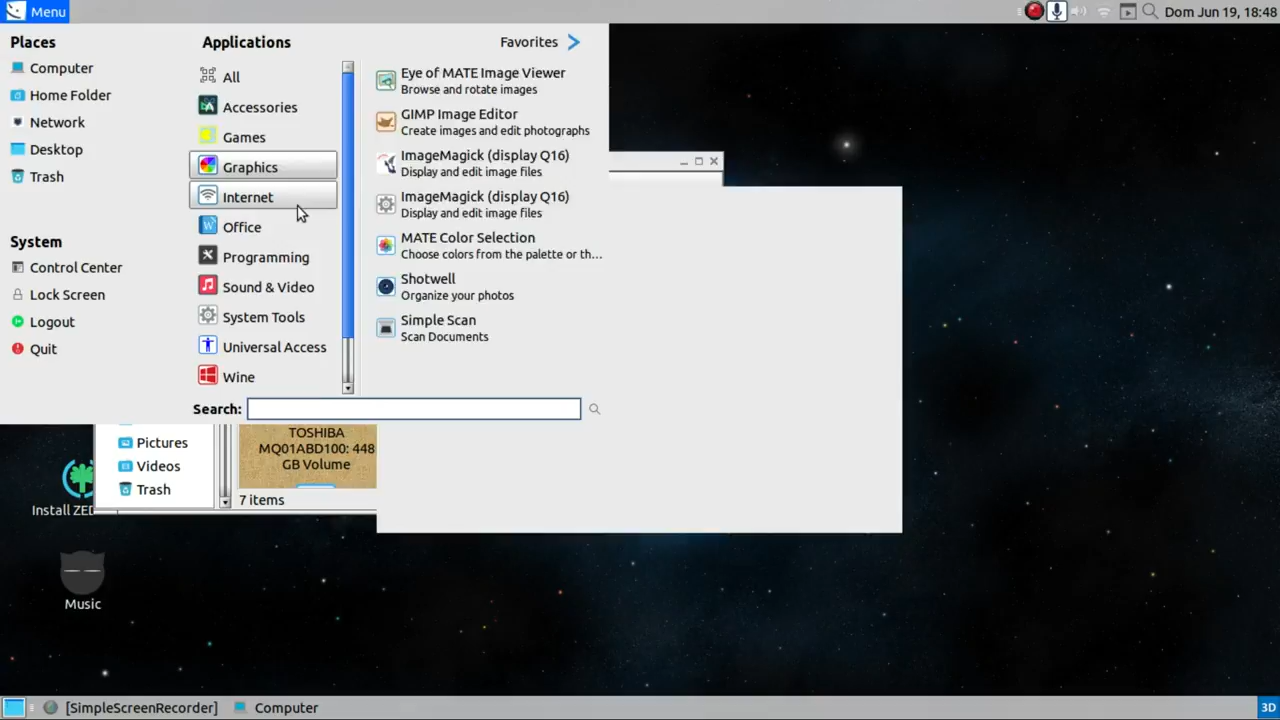 Menu
Dom Jun 19, 18:48
Places
Computer
Home Folder
Network
Desktop
Trash
System
Control Center
Lock Screen
Logout
Quit
Applications
Favorites
All
Accessories
Games
Graphics
Internet
Office
Programming
Sound & Video
System Tools
Universal Access
Wine
Eye of MATE Image Viewer
Browse and rotate images
GIMP Image Editor
Create images and edit photographs
ImageMagick (display Q16)
Display and edit image files
ImageMagick (display Q16)
Display and edit image files
MATE Color Selection
Choose colors from the palette or th...
Shotwell
Organize your photos
Simple Scan
Scan Documents
Search:
Pictures
Videos
Trash
TOSHIBA
MQ01ABD100: 448
GB Volume
7 items
Install ZED
Music
[SimpleScreenRecorder]
Computer
3D